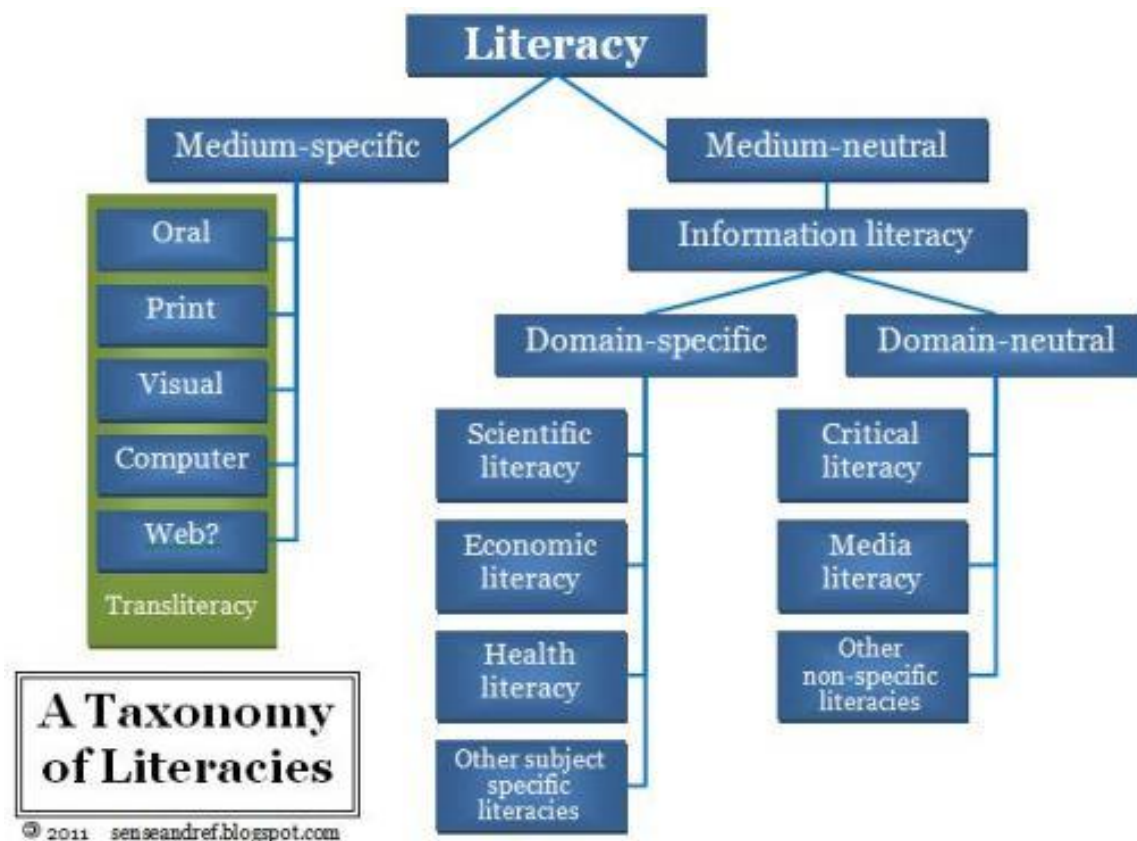 Literacy
Medium-specific
Medium-neutral
Oral
Print
Visual
Computer
Web?
Transliteracy
Information literacy
Domain-specific
Domain-neutral
Scientific
literacy
Economic
literacy
Health
literacy
Other subject
specific
literacies
Critical
literacy
Media
literacy
Other
non-specific
literacies
A Taxonomy
of Literacies
© 2011 senseandref.blogspot.com